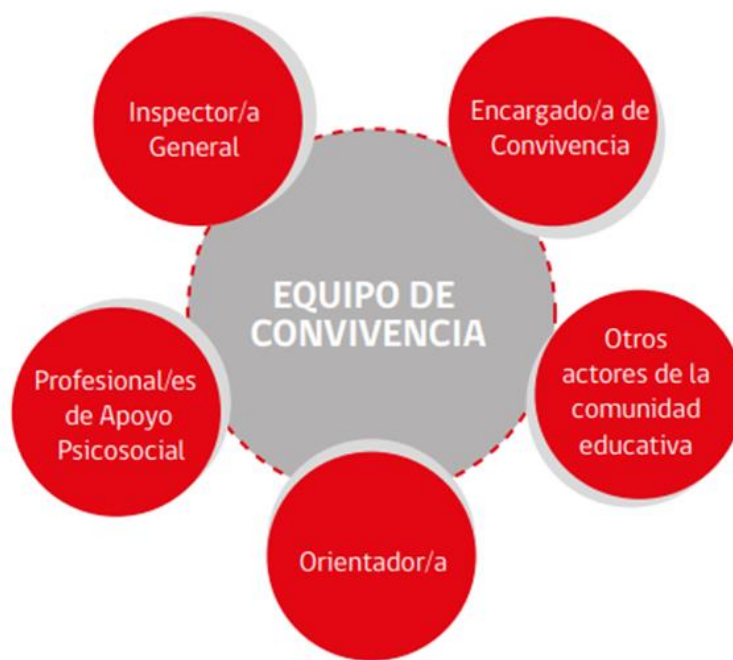 Inspector/a
General
Encargado/a de
Convivencia
EQUIPO DE
CONVIVENCIA
Otros
actores de la
comunidad
educativa
Profesional/es
de Apoyo
Psicosocial
Orientador/a